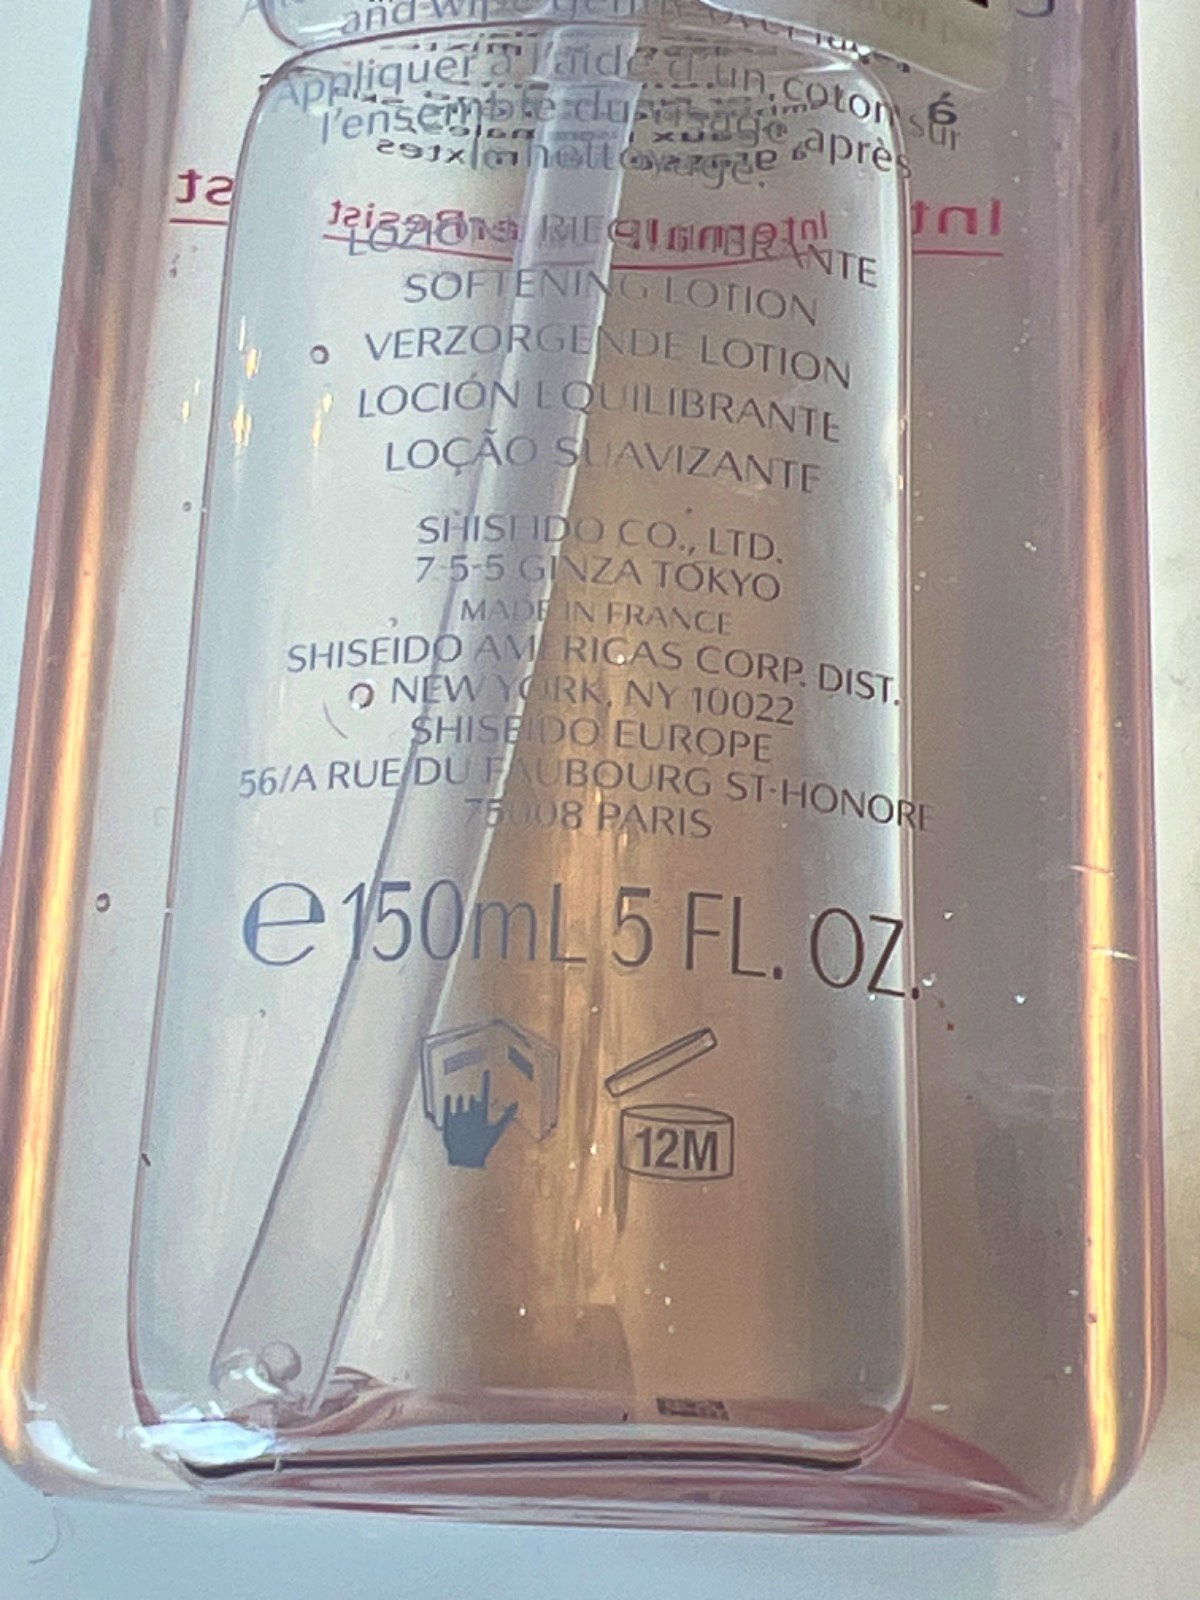 Appliquer à l'aide d'un coton sur
l'ensemble du visage après
nettoyage.
SOFTENING LOTION
VERZORGENDE LOTION
LOCIÓN EQUILIBRANTE
LOÇÃO SUAVIZANTE
SHISEIDO CO., LTD.
7-5-5 GINZA TOKYO
MADE IN FRANCE
SHISEIDO AMERICAS CORP. DIST.
NEW YORK, NY 10022
SHISEIDO EUROPE
56/A RUE DU FAUBOURG ST-HONORE
75008 PARIS
e 150mL 5 FL. OZ.
12M